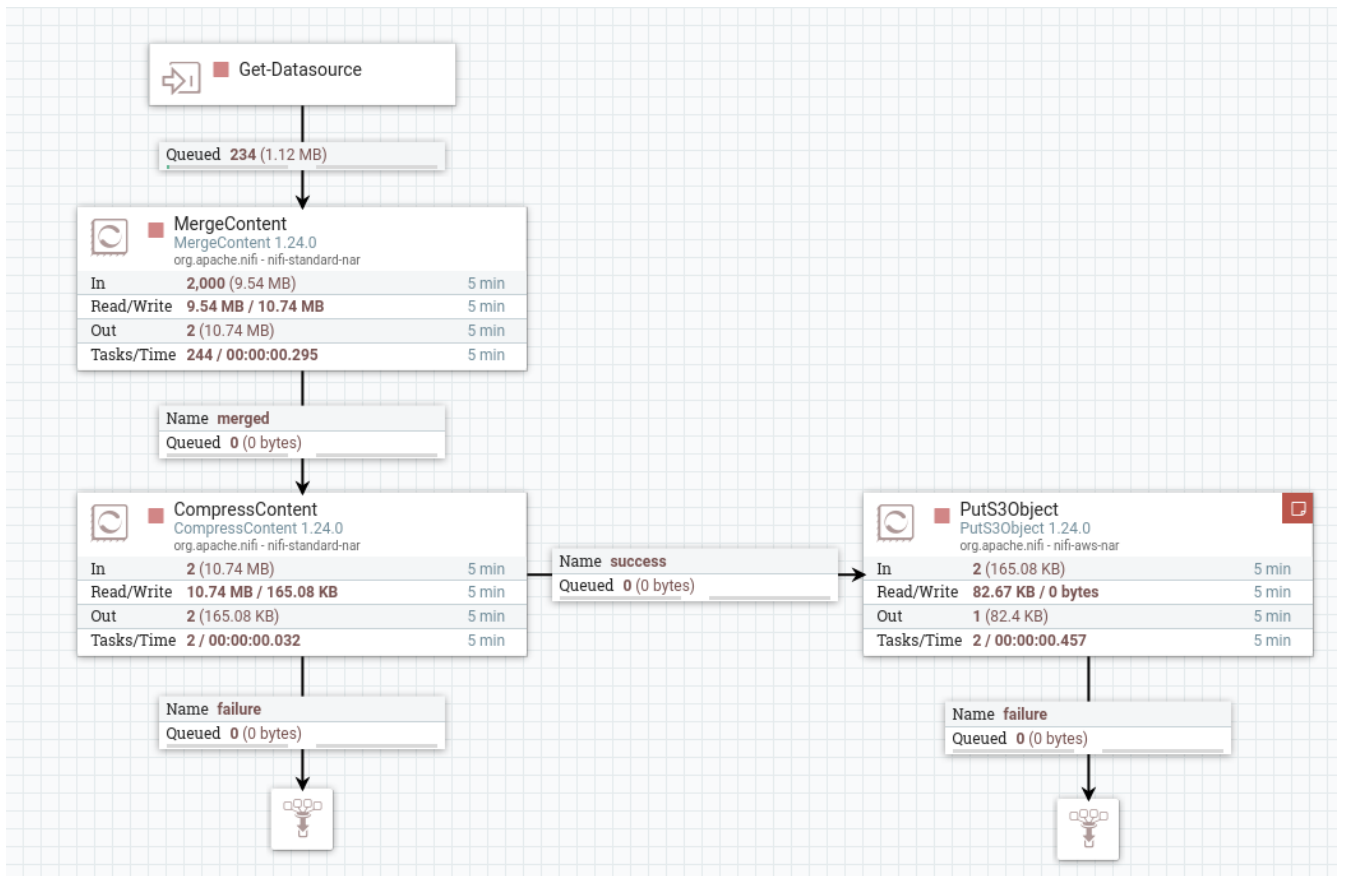 Get-Datasource
Queued 234 (1.12 MB)
MergeContent
MergeContent 1.24.0
org.apache.nifi - nifi-standard-nar
In 2,000 (9.54 MB) 5 min
Read/Write 9.54 MB / 10.74 MB 5 min
Out 2 (10.74 MB) 5 min
Tasks/Time 244 / 00:00:00.295 5 min
Name merged
Queued 0 (0 bytes)
CompressContent
CompressContent 1.24.0
org.apache.nifi - nifi-standard-nar
In 2 (10.74 MB) 5 min
Read/Write 10.74 MB / 165.08 KB 5 min
Out 2 (165.08 KB) 5 min
Tasks/Time 2 / 00:00:00.032 5 min
Name success
Queued 0 (0 bytes)
PutS3Object
PutS3Object 1.24.0
org.apache.nifi - nifi-aws-nar
In 2 (165.08 KB) 5 min
Read/Write 82.67 KB / 0 bytes 5 min
Out 1 (82.4 KB) 5 min
Tasks/Time 2 / 00:00:00.457 5 min
Name failure
Queued 0 (0 bytes)
Name failure
Queued 0 (0 bytes)